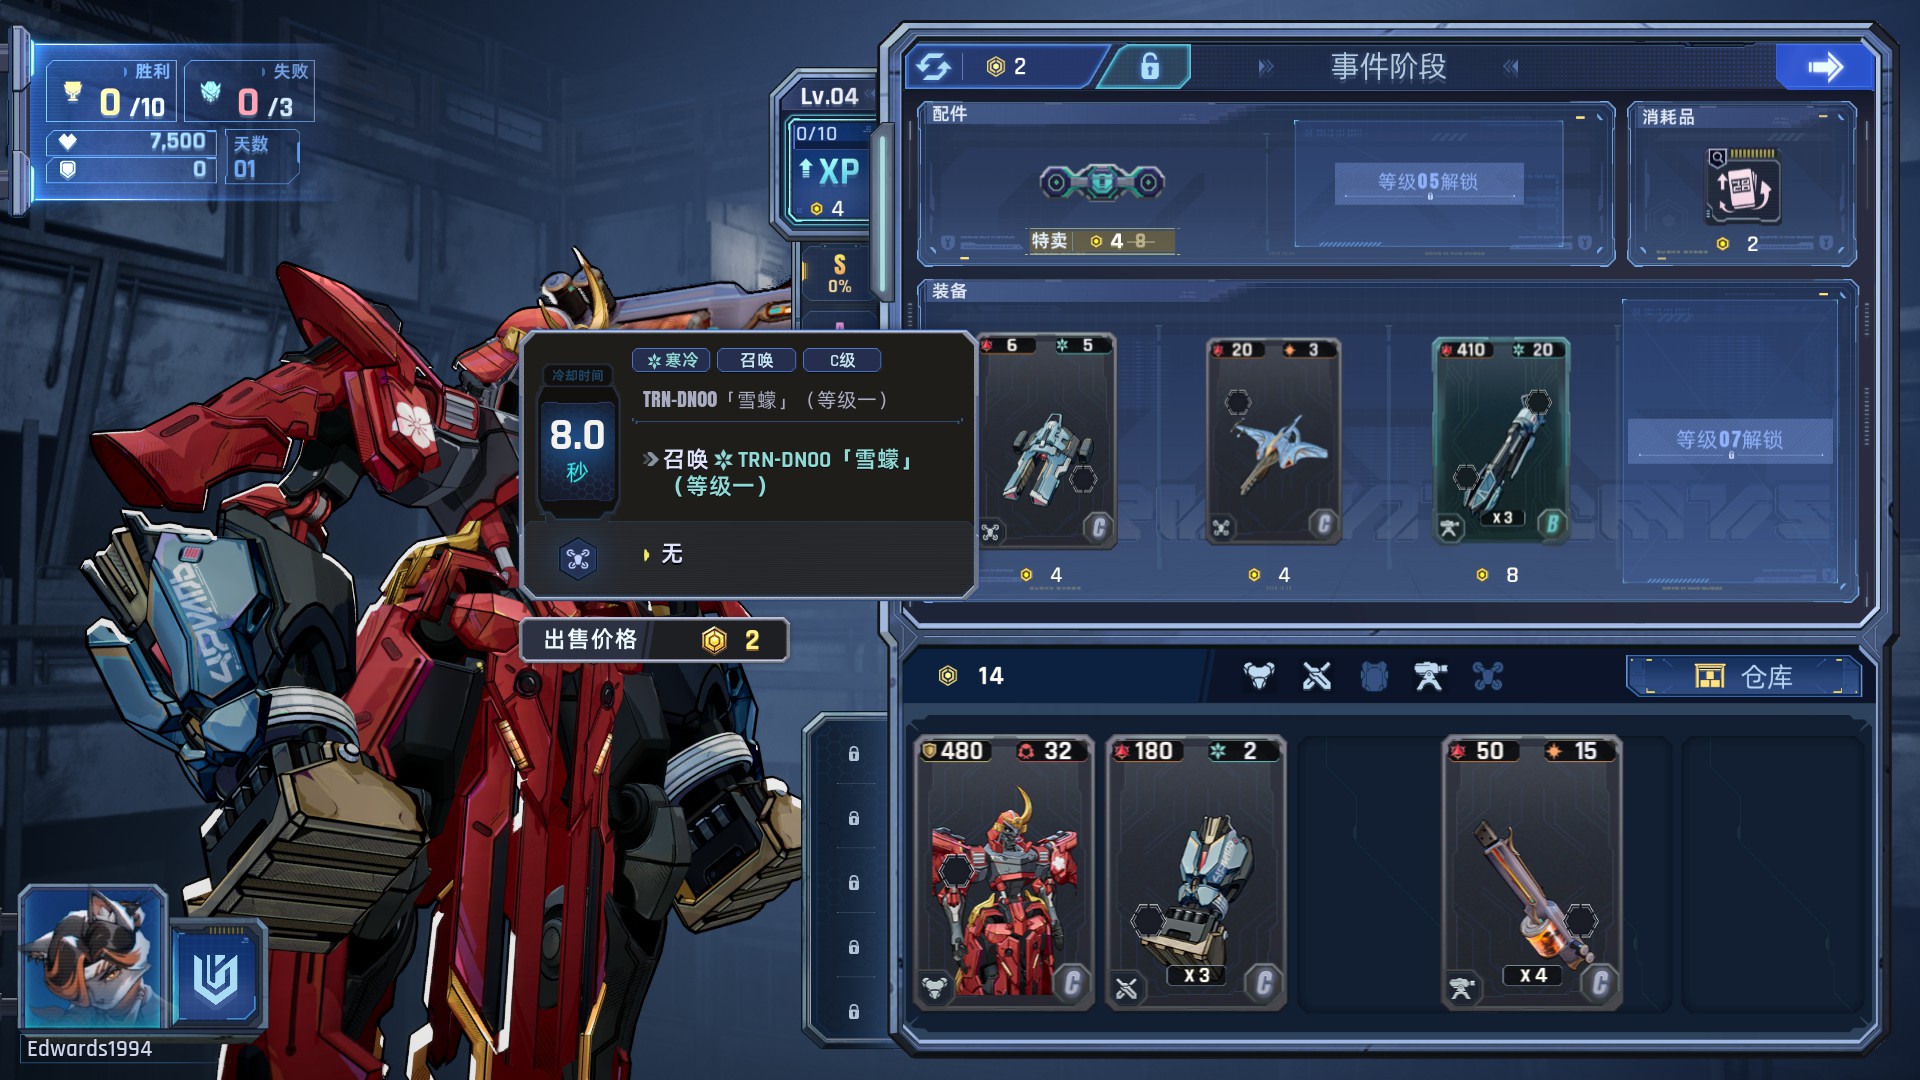 胜利
0/10
失败
0/3
7,500
0
天数
01
Lv.04
0/10
XP
4
S
0%
2
事件阶段
配件
特卖 4 8
等级05解锁
消耗品
2
装备
6 5
C
4
20 3
C
4
410 20
x3
B
8
等级07解锁
冷却时间
8.0
秒
寒冷
召唤
C级
TRN-DN00「雪蠓」（等级一）
召唤 TRN-DN00「雪蠓」
（等级一）
无
出售价格 2
14
仓库
480 32
C
180 2
x3
C
50 15
x4
C
Edwards1994